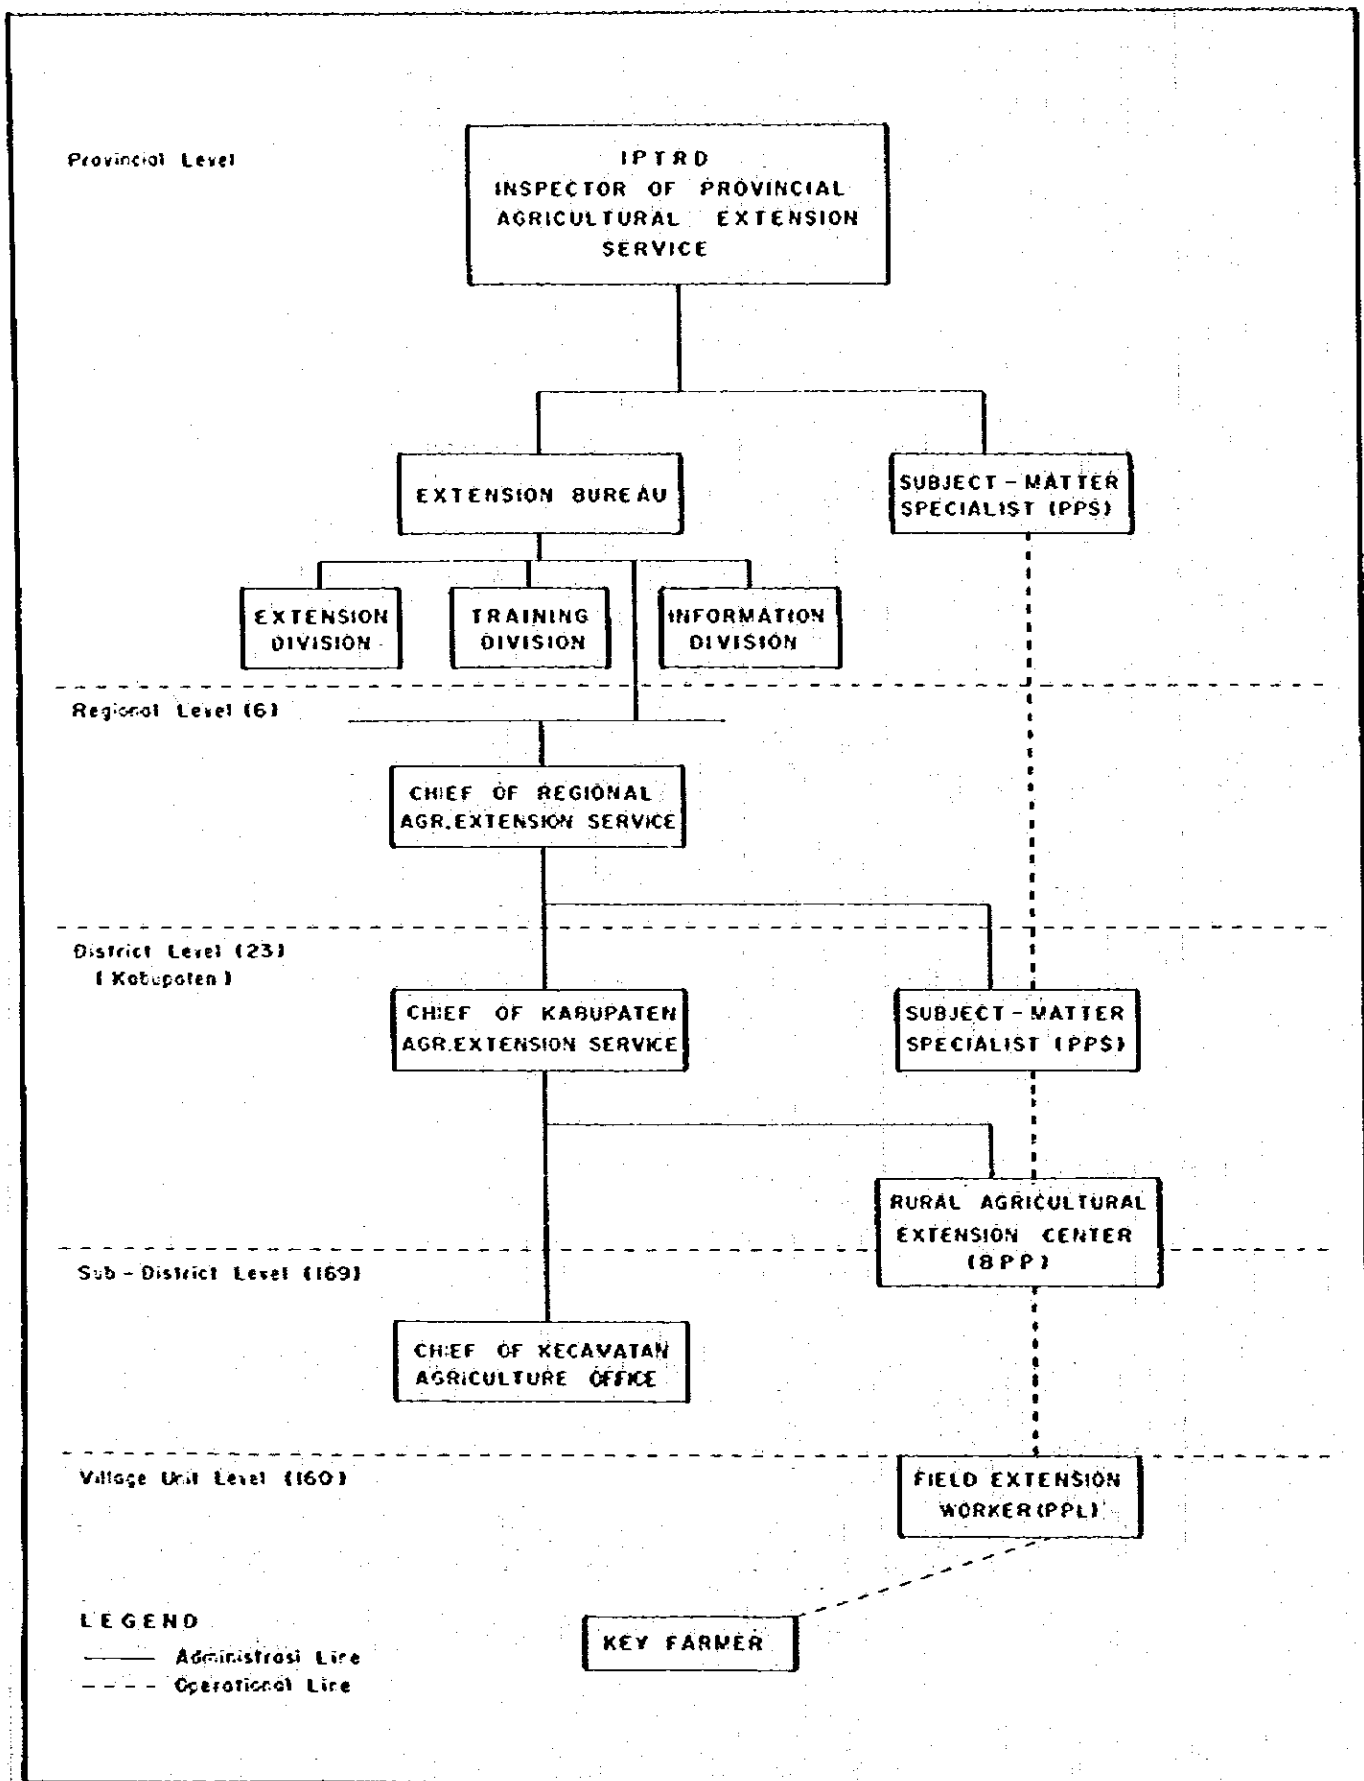 Provincial Level
IPTRD
INSPECTOR OF PROVINCIAL
AGRICULTURAL EXTENSION
SERVICE
EXTENSION BUREAU
SUBJECT-MATTER
SPECIALIST (PPS)
EXTENSION
DIVISION
TRAINING
DIVISION
INFORMATION
DIVISION
Regional Level (6)
CHIEF OF REGIONAL
AGR.EXTENSION SERVICE
District Level (23)
(Kabupaten)
CHIEF OF KABUPATEN
AGR.EXTENSION SERVICE
SUBJECT-MATTER
SPECIALIST (PPS)
RURAL AGRICULTURAL
EXTENSION CENTER
(BPP)
Sub-District Level (169)
CHIEF OF KECAMATAN
AGRICULTURE OFFICE
Village Unit Level (160)
FIELD EXTENSION
WORKER (PPL)
KEY FARMER
LEGEND
Administrasi Line
Operational Line